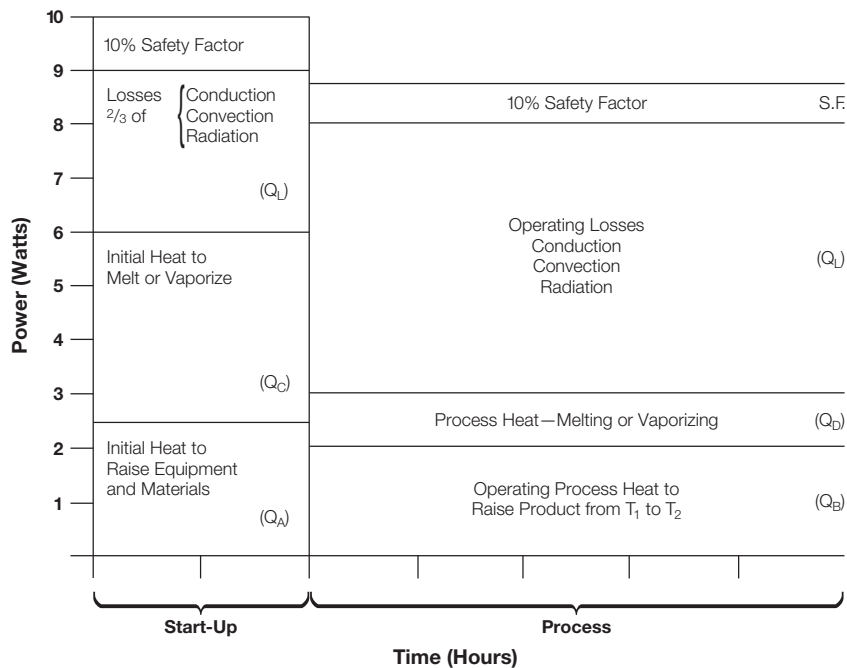 Power (Watts)
10
9
8
7
6
5
4
3
2
1
10% Safety Factor
Losses
2/3 of
Conduction
Convection
Radiation
(QL)
Initial Heat to
Melt or Vaporize
(QC)
Initial Heat to
Raise Equipment
and Materials
(QA)
10% Safety Factor S.F.
Operating Losses
Conduction
Convection
Radiation
(QL)
Process Heat—Melting or Vaporizing (QD)
Operating Process Heat to
Raise Product from T1 to T2
(QB)
Start-Up
Process
Time (Hours)